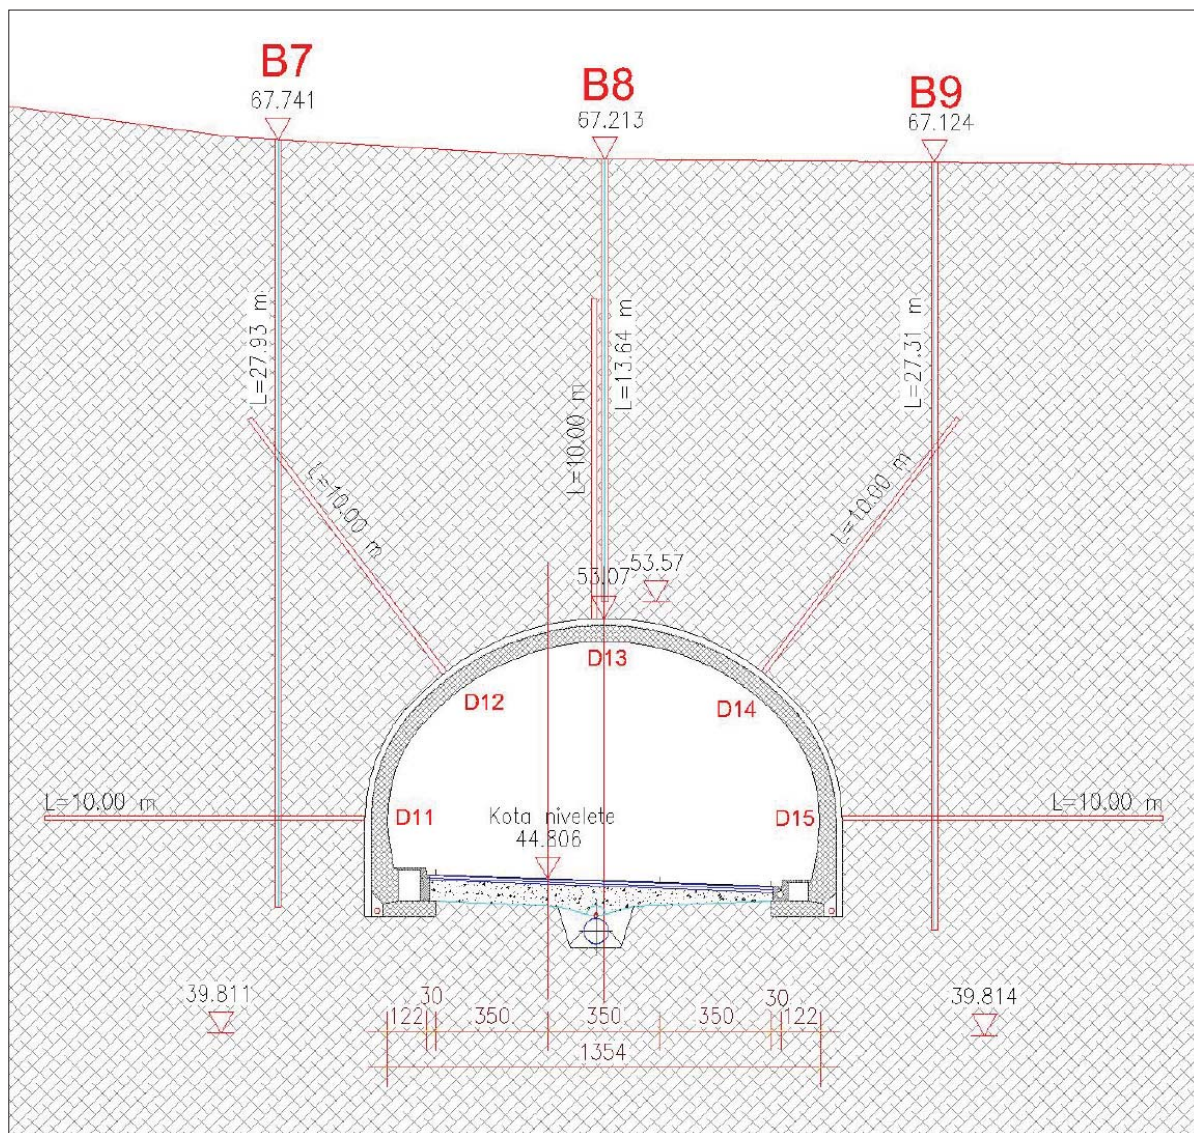 B7
67.741
B8
67.213
B9
67.124
L=27.93 m
L=13.64 m
L=27.31 m
L=10.00 m
L=10.00 m
L=10.00 m
53.07
53.57
D13
D12
D14
L=10.00 m
L=10.00 m
D11
Kota nivelete
44.806
D15
39.811
39.814
30
30
122
350
350
350
122
1354